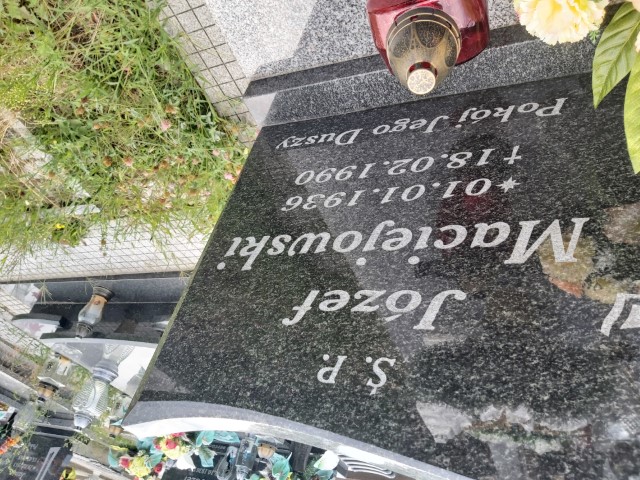 Ś. P.
Józef
Maciejowski
*01.01.1936
†18.02.1990
Pokój Jego Duszy